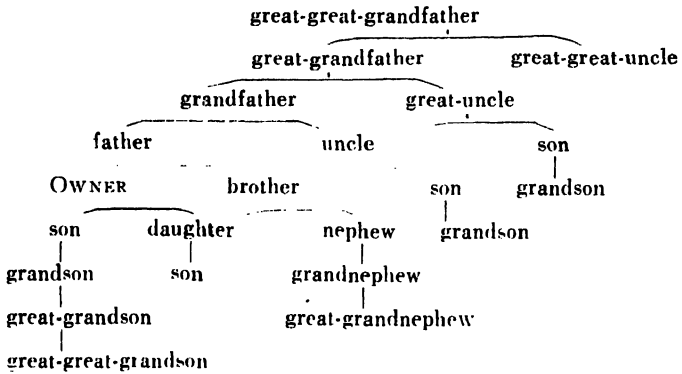 great-great-grandfather
great-grandfather great-great-uncle
grandfather great-uncle
father uncle son
OWNER brother son grandson
son daughter nephew grandson
grandson son grandnephew
great-grandson great-grandnephew
great-great-grandson